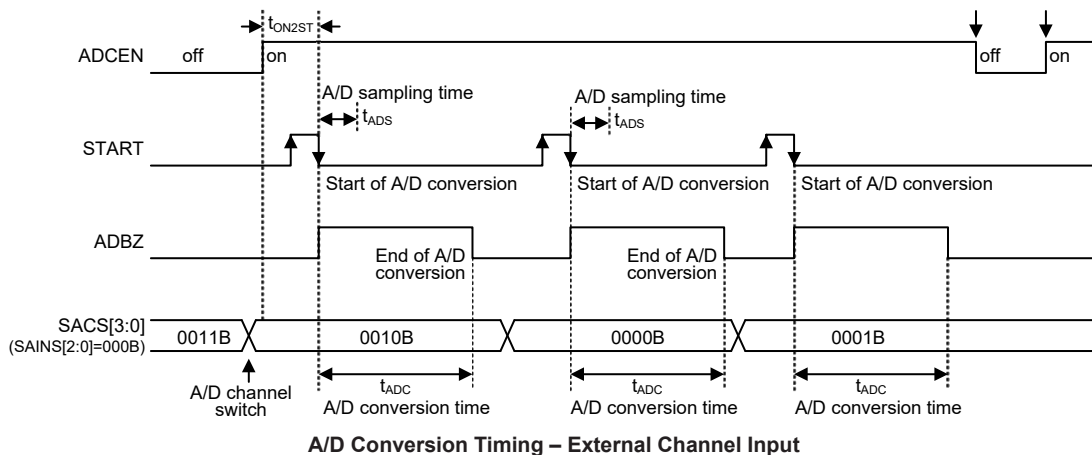 tON2ST
ADCEN off on off on
A/D sampling time A/D sampling time
tADS tADS
START
Start of A/D conversion Start of A/D conversion Start of A/D conversion
ADBZ
End of A/D conversion End of A/D conversion
SACS[3:0]
(SAINS[2:0]=000B)
0011B 0010B 0000B 0001B
A/D channel switch
tADC tADC tADC
A/D conversion time A/D conversion time A/D conversion time
A/D Conversion Timing – External Channel Input